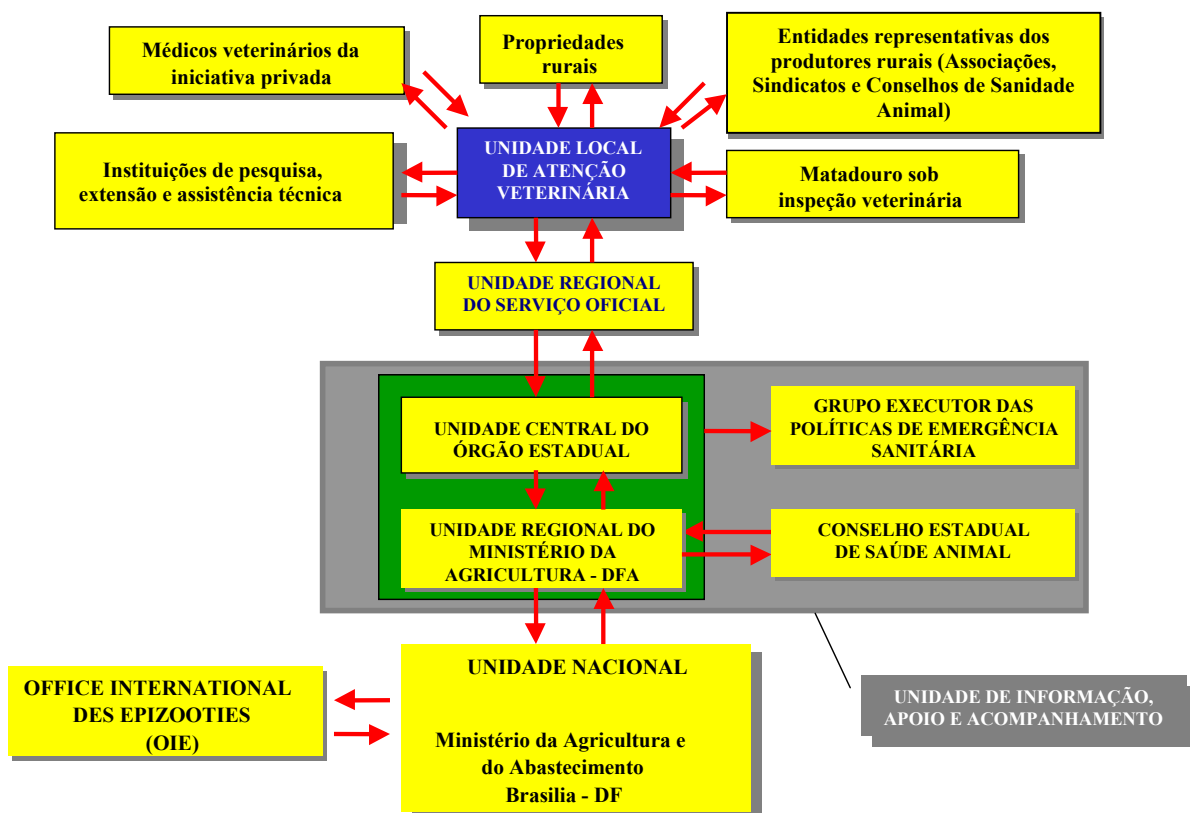 Médicos veterinários da
iniciativa privada
Propriedades
rurais
Entidades representativas dos
produtores rurais (Associações,
Sindicatos e Conselhos de Sanidade
Animal)
Instituições de pesquisa,
extensão e assistência técnica
UNIDADE LOCAL
DE ATENÇÃO
VETERINÁRIA
Matadouro sob
inspeção veterinária
UNIDADE REGIONAL
DO SERVIÇO OFICIAL
UNIDADE CENTRAL DO
ÓRGÃO ESTADUAL
GRUPO EXECUTOR DAS
POLÍTICAS DE EMERGÊNCIA
SANITÁRIA
UNIDADE REGIONAL DO
MINISTÉRIO DA
AGRICULTURA - DFA
CONSELHO ESTADUAL
DE SAÚDE ANIMAL
UNIDADE NACIONAL
Ministério da Agricultura e
do Abastecimento
Brasilia - DF
OFFICE INTERNATIONAL
DES EPIZOOTIES
(OIE)
UNIDADE DE INFORMAÇÃO,
APOIO E ACOMPANHAMENTO